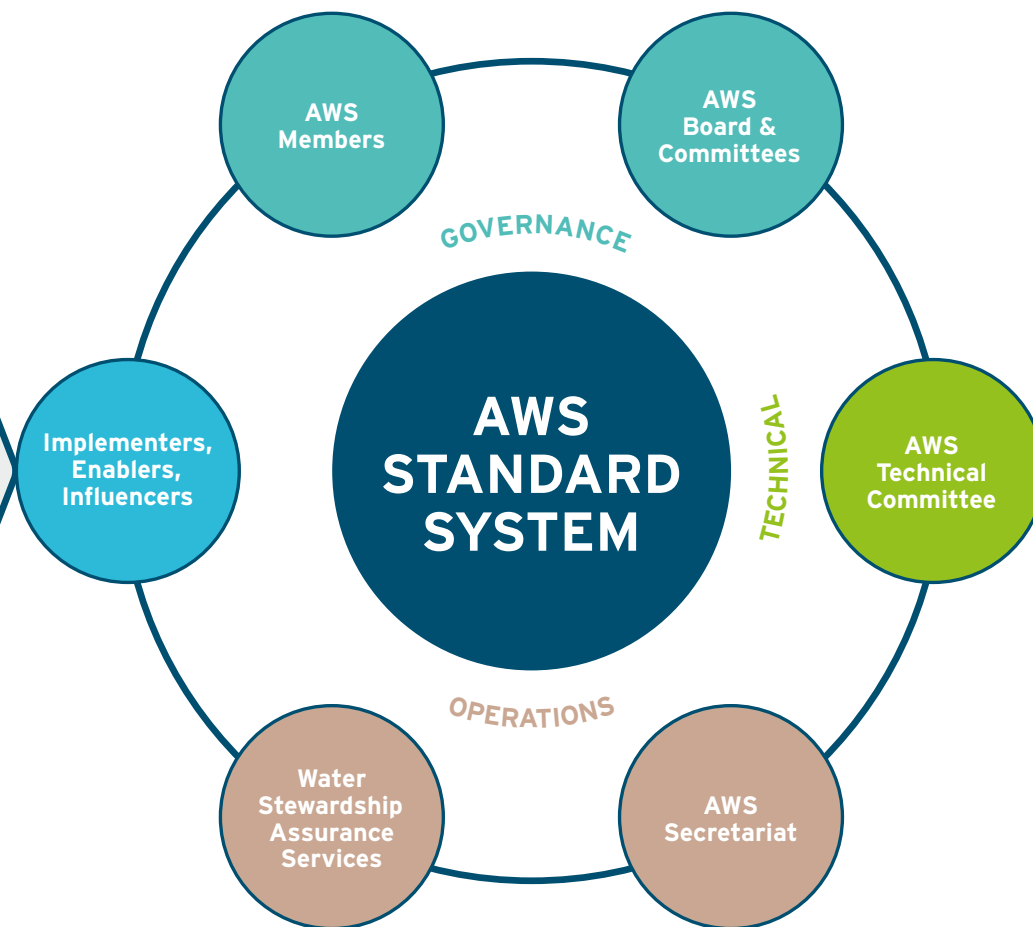 AWS
Members
AWS
Board &
Committees
GOVERNANCE
Implementers,
Enablers,
Influencers
AWS
STANDARD
SYSTEM
TECHNICAL
AWS
Technical
Committee
OPERATIONS
Water
Stewardship
Assurance
Services
AWS
Secretariat